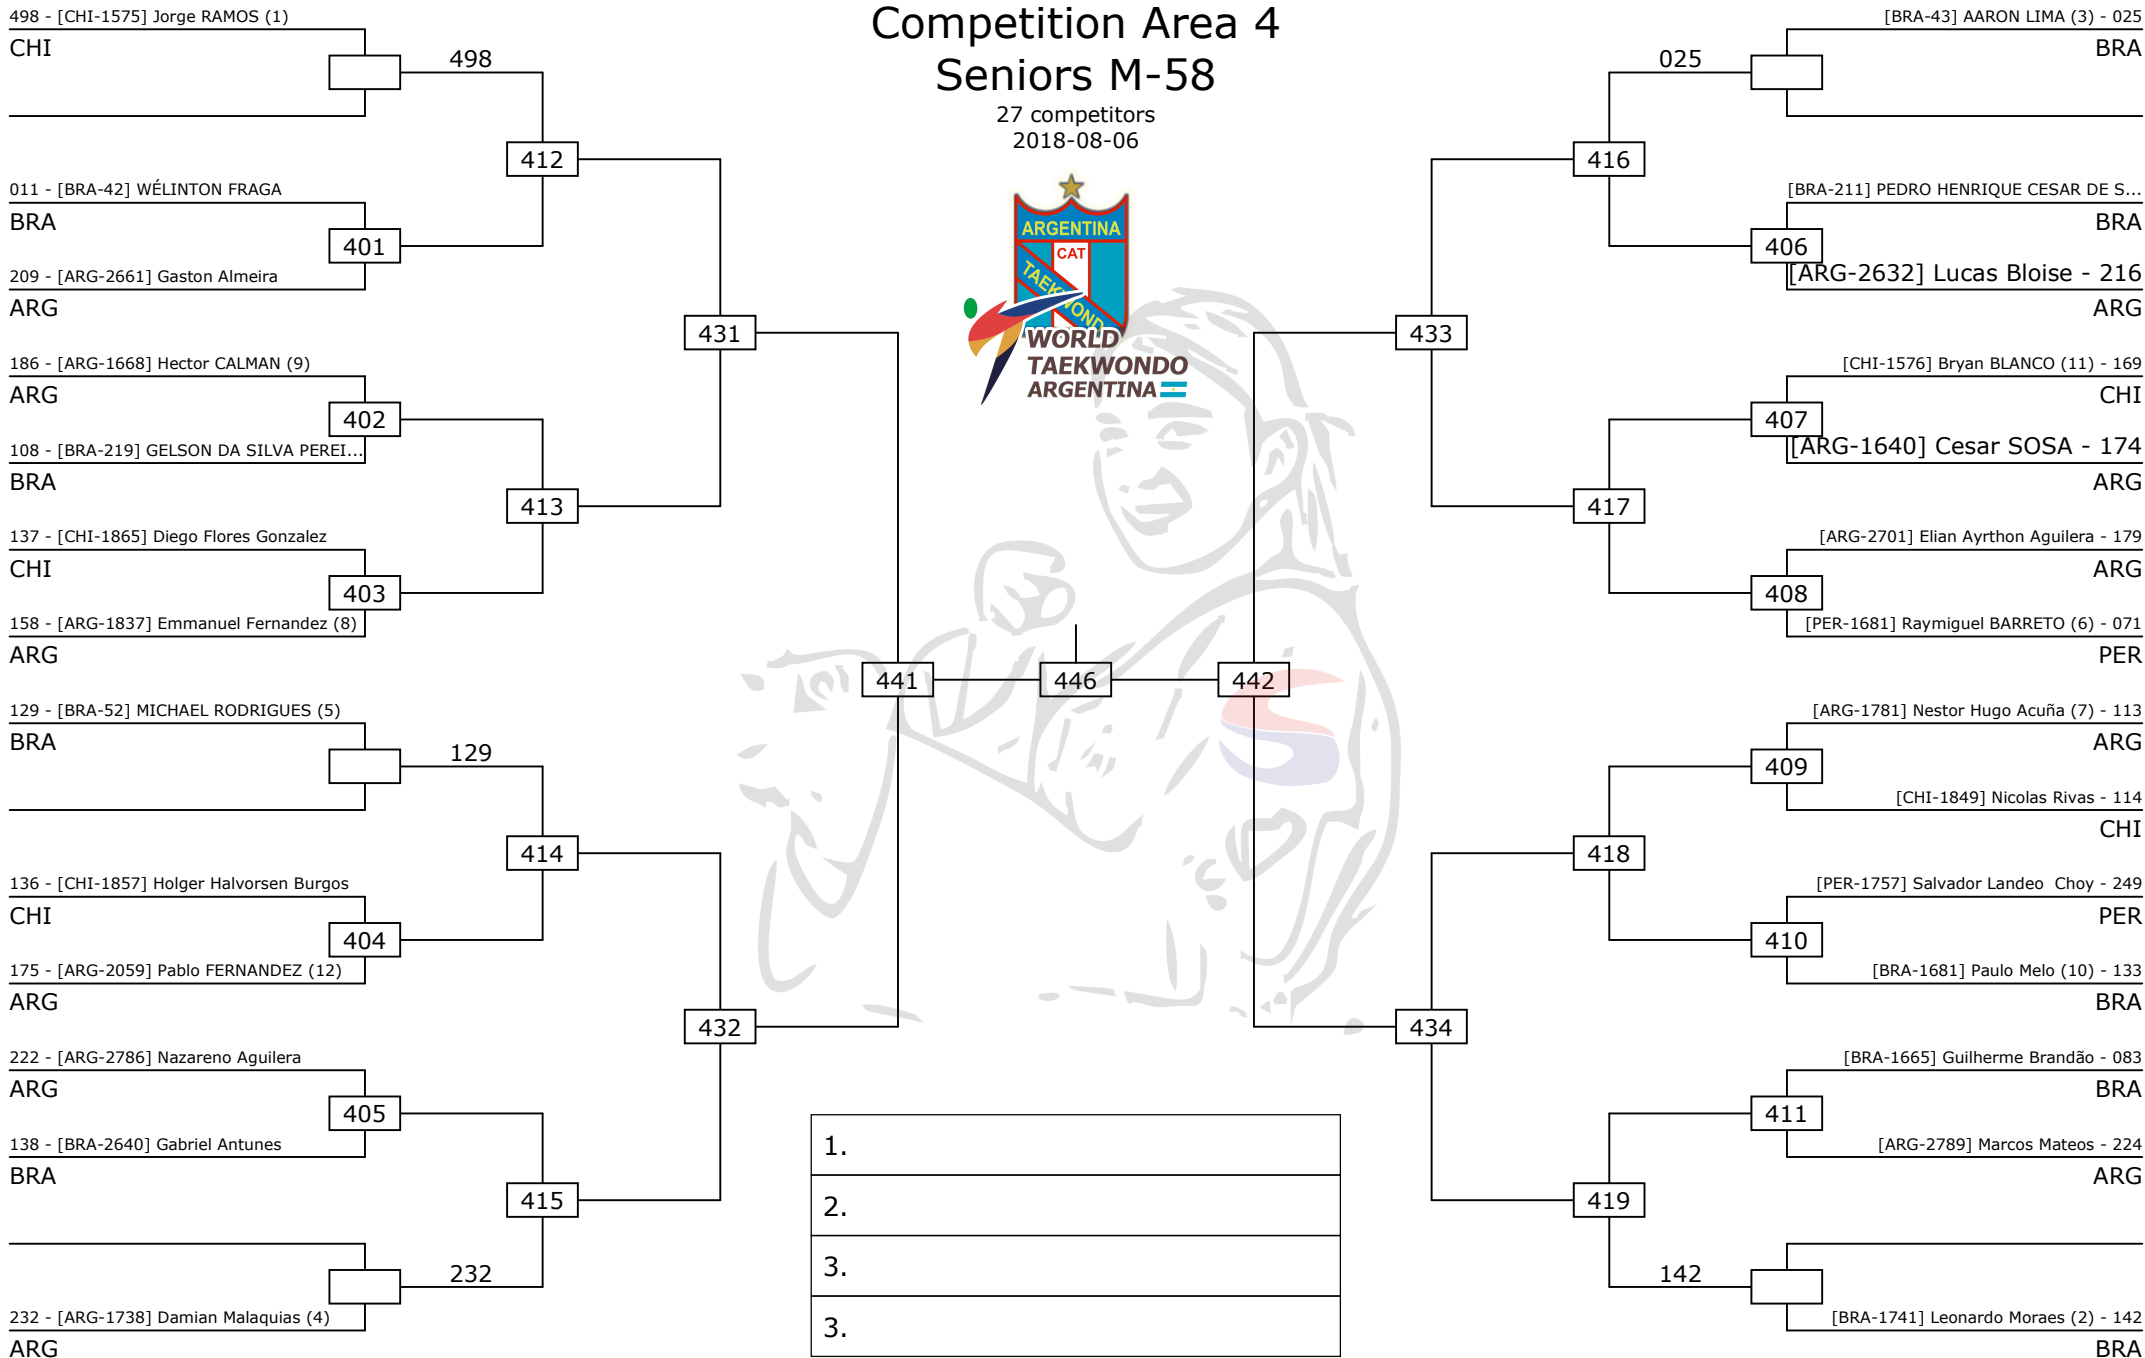 Competition Area 4
Seniors M-58
27 competitors
2018-08-06
ARGENTINA
CAT
TAEKWONDO
WORLD
TAEKWONDO
ARGENTINA
498 - [CHI-1575] Jorge RAMOS (1)
CHI
498
412
011 - [BRA-42] WÉLINTON FRAGA
BRA
401
209 - [ARG-2661] Gaston Almeira
ARG
431
186 - [ARG-1668] Hector CALMAN (9)
ARG
402
108 - [BRA-219] GELSON DA SILVA PEREI...
BRA
413
137 - [CHI-1865] Diego Flores Gonzalez
CHI
403
158 - [ARG-1837] Emmanuel Fernandez (8)
ARG
441
446
442
129 - [BRA-52] MICHAEL RODRIGUES (5)
BRA
129
414
136 - [CHI-1857] Holger Halvorsen Burgos
CHI
404
175 - [ARG-2059] Pablo FERNANDEZ (12)
ARG
432
222 - [ARG-2786] Nazareno Aguilera
ARG
405
138 - [BRA-2640] Gabriel Antunes
BRA
415
232
232 - [ARG-1738] Damian Malaquias (4)
ARG
[BRA-43] AARON LIMA (3) - 025
BRA
025
416
[BRA-211] PEDRO HENRIQUE CESAR DE S...
BRA
406
[ARG-2632] Lucas Bloise - 216
ARG
433
[CHI-1576] Bryan BLANCO (11) - 169
CHI
407
[ARG-1640] Cesar SOSA - 174
ARG
417
[ARG-2701] Elian Ayrthon Aguilera - 179
ARG
408
[PER-1681] Raymiguel BARRETO (6) - 071
PER
[ARG-1781] Nestor Hugo Acuña (7) - 113
ARG
409
[CHI-1849] Nicolas Rivas - 114
CHI
418
[PER-1757] Salvador Landeo  Choy - 249
PER
410
[BRA-1681] Paulo Melo (10) - 133
BRA
434
[BRA-1665] Guilherme Brandão - 083
BRA
411
[ARG-2789] Marcos Mateos - 224
ARG
419
142
[BRA-1741] Leonardo Moraes (2) - 142
BRA
1.
2.
3.
3.